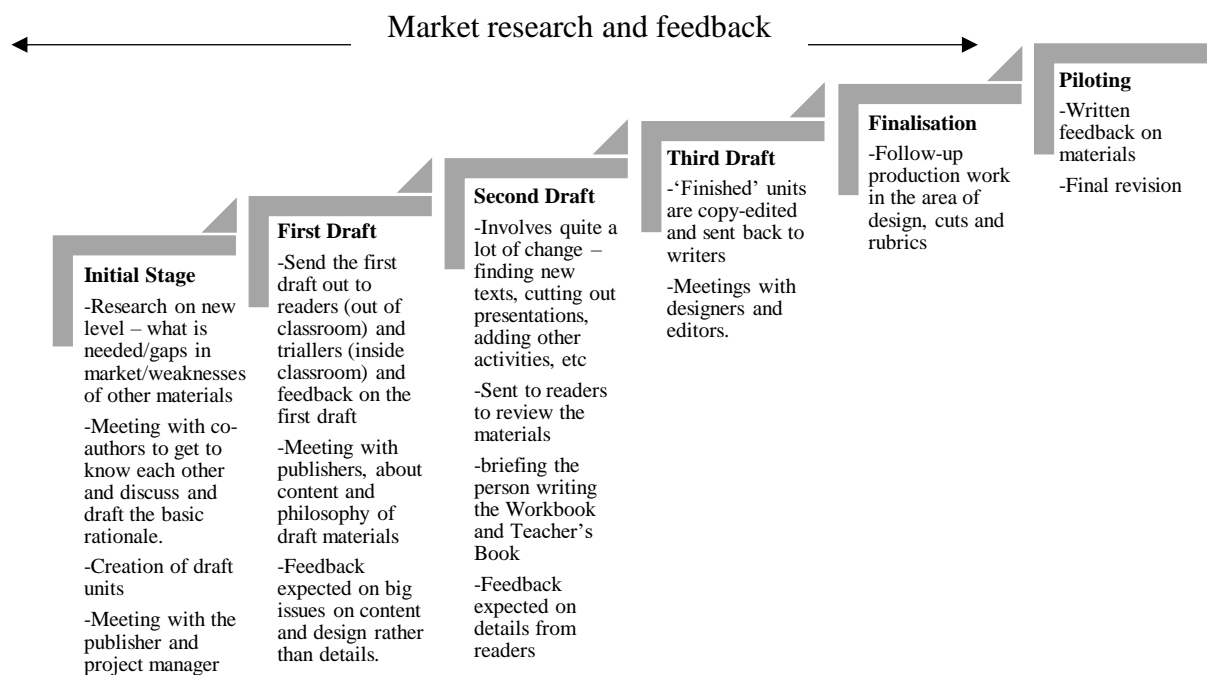 Market research and feedback
Initial Stage
-Research on new
level – what is
needed/gaps in
market/weaknesses
of other materials
-Meeting with co-
authors to get to
know each other
and discuss and
draft the basic
rationale.
-Creation of draft
units
-Meeting with the
publisher and
project manager
First Draft
-Send the first
draft out to
readers (out of
classroom) and
triallers (inside
classroom) and
feedback on the
first draft
-Meeting with
publishers, about
content and
philosophy of
draft materials
-Feedback
expected on big
issues on content
and design rather
than details.
Second Draft
-Involves quite a
lot of change –
finding new
texts, cutting out
presentations,
adding other
activities, etc
-Sent to readers
to review the
materials
-briefing the
person writing
the Workbook
and Teacher’s
Book
-Feedback
expected on
details from
readers
Third Draft
-‘Finished’ units
are copy-edited
and sent back to
writers
-Meetings with
designers and
editors.
Finalisation
-Follow-up
production work
in the area of
design, cuts and
rubrics
Piloting
-Written
feedback on
materials
-Final revision